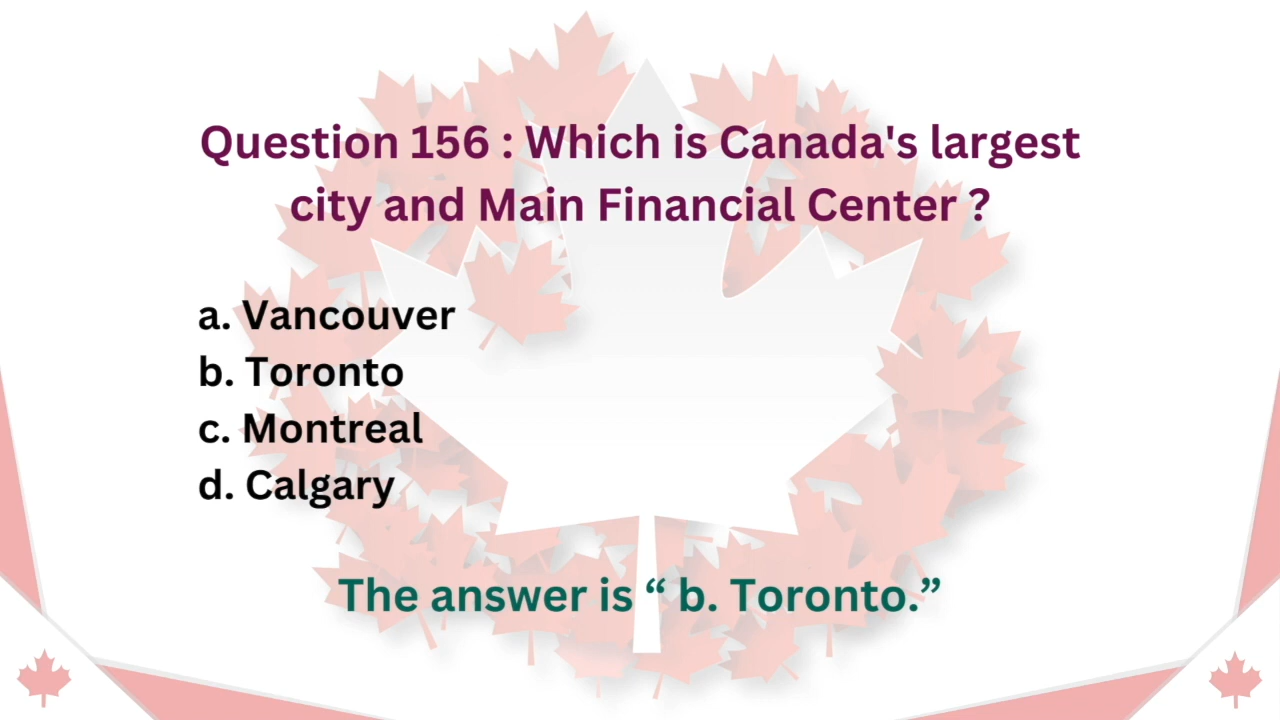 Question 156 : Which is Canada's largest
city and Main Financial Center ?
a. Vancouver
b. Toronto
c. Montreal
d. Calgary
The answer is “ b. Toronto.”